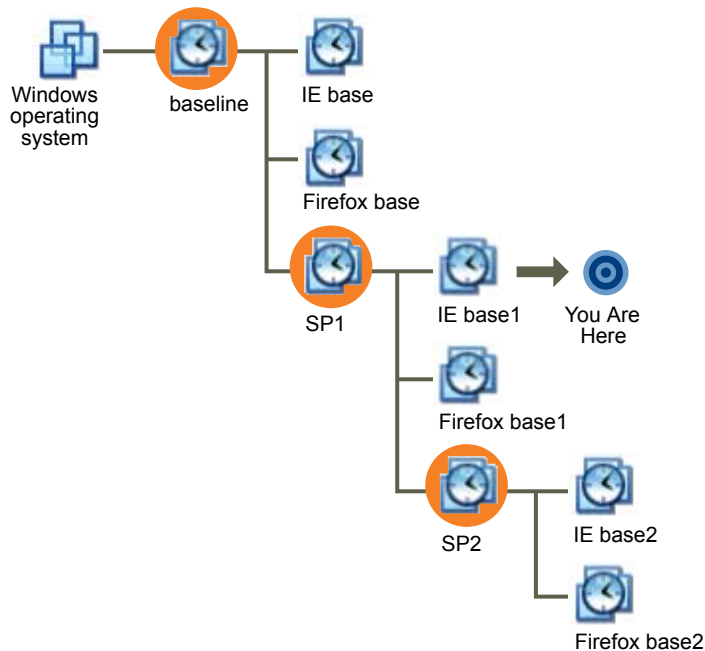 Windows
operating
system
baseline
IE base
Firefox base
SP1
IE base1
You Are
Here
Firefox base1
SP2
IE base2
Firefox base2